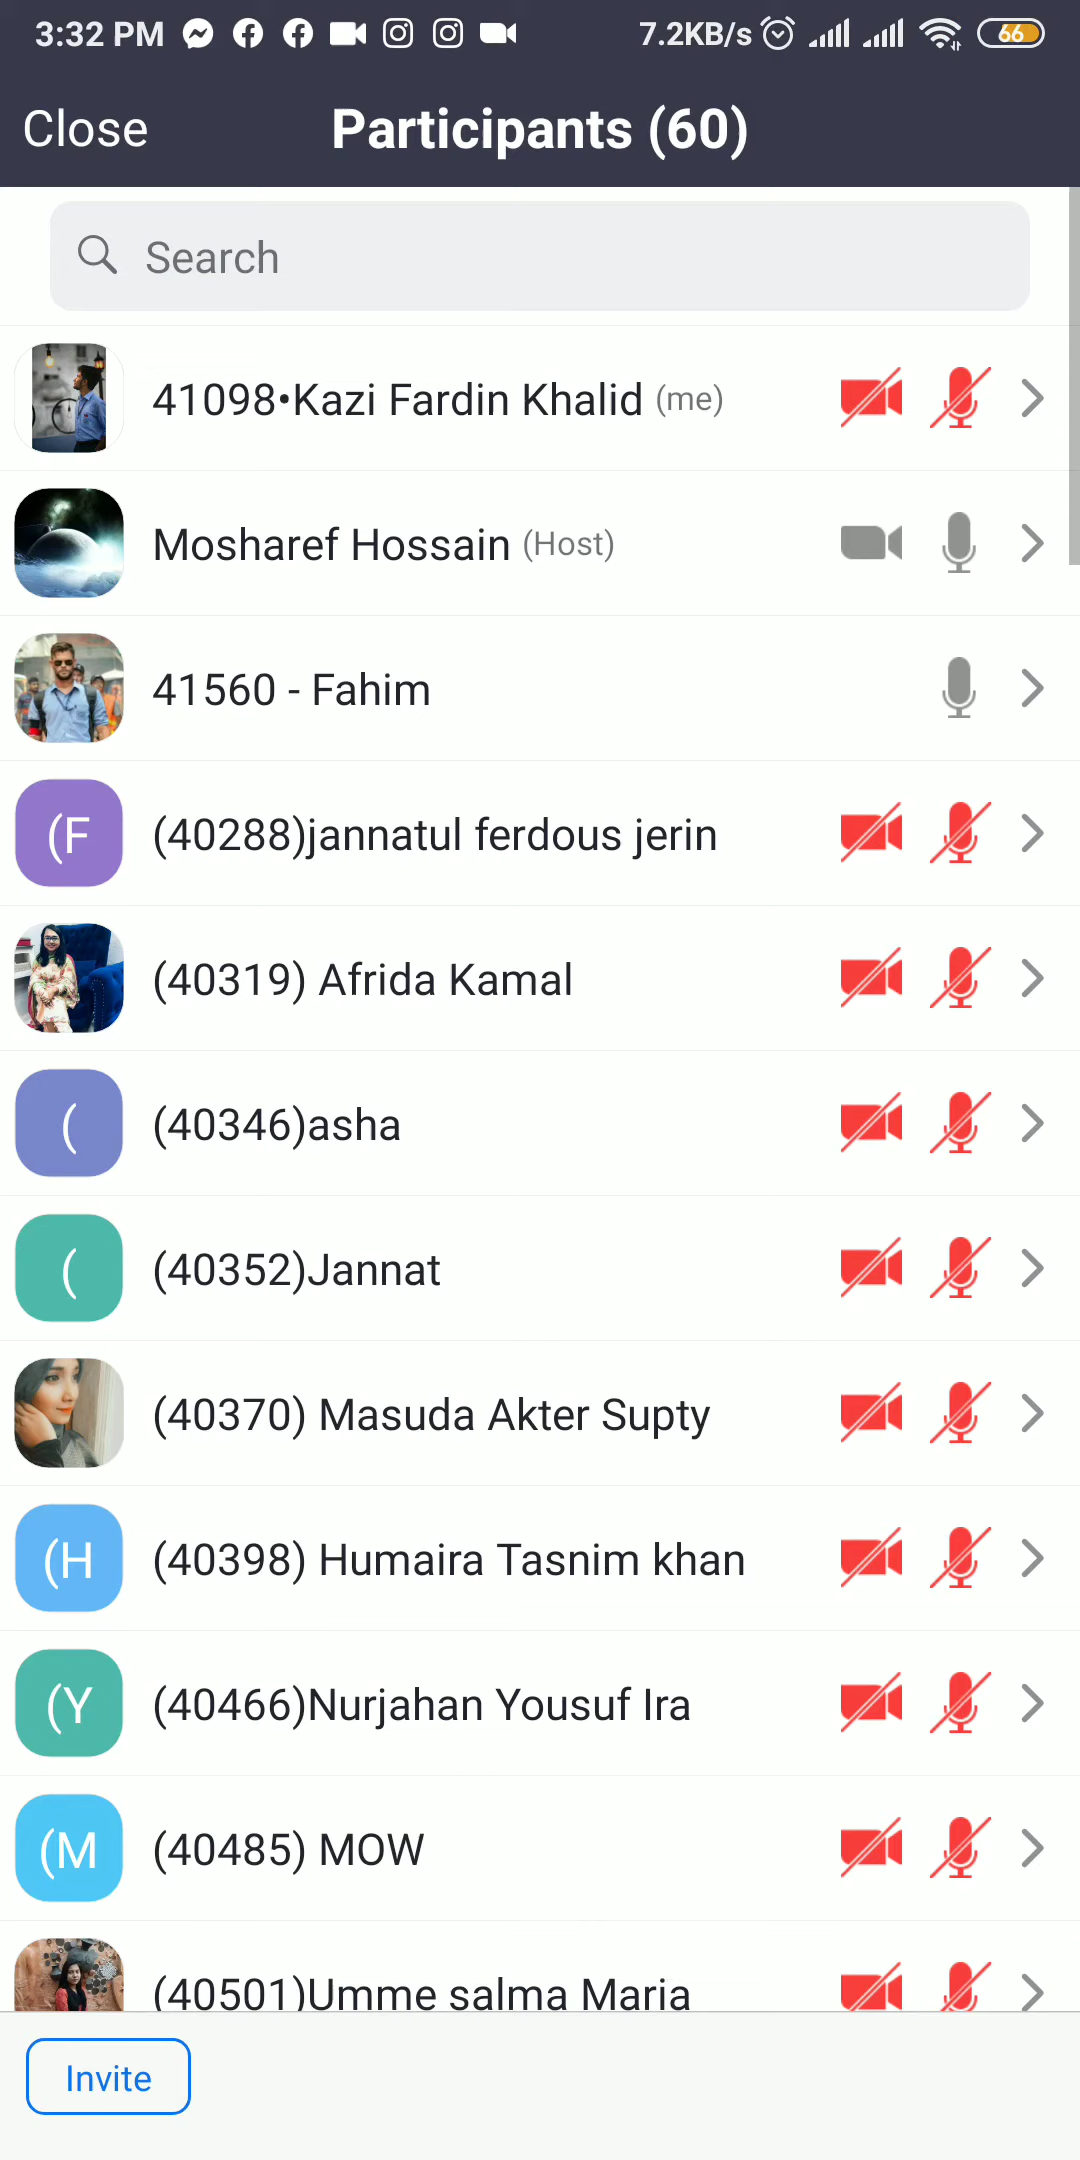 3:32 PM 7.2KB/s 66
Close Participants (60)
Search
41098•Kazi Fardin Khalid (me)
Mosharef Hossain (Host)
41560 - Fahim
(F (40288)jannatul ferdous jerin
(40319) Afrida Kamal
( (40346)asha
( (40352)Jannat
(40370) Masuda Akter Supty
(H (40398) Humaira Tasnim khan
(Y (40466)Nurjahan Yousuf Ira
(M (40485) MOW
(40501)Umme salma Maria
Invite